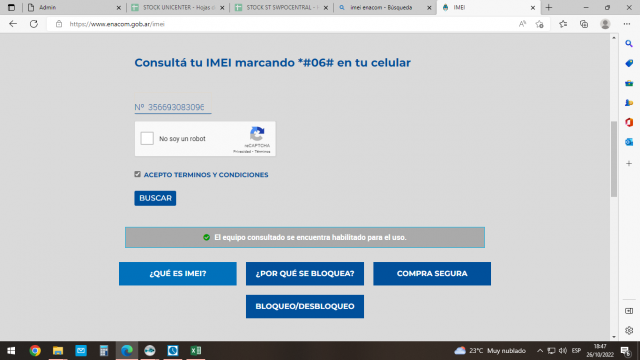 Admin
STOCK UNICENTER - Hojas d
STOCK ST SWPOCENTRAL -
imei enacom - Búsqueda
IMEI
https://www.enacom.gob.ar/imei
Consultá tu IMEI marcando *#06# en tu celular
Nº 35669308309
No soy un robot
reCAPTCHA
Privacidad - Términos
ACEPTO TERMINOS Y CONDICIONES
BUSCAR
El equipo consultado se encuentra habilitado para el uso.
¿QUÉ ES IMEI?
¿POR QUÉ SE BLOQUEA?
COMPRA SEGURA
BLOQUEO/DESBLOQUEO
23°C Muy nublado
ESP
18:47
26/10/2022